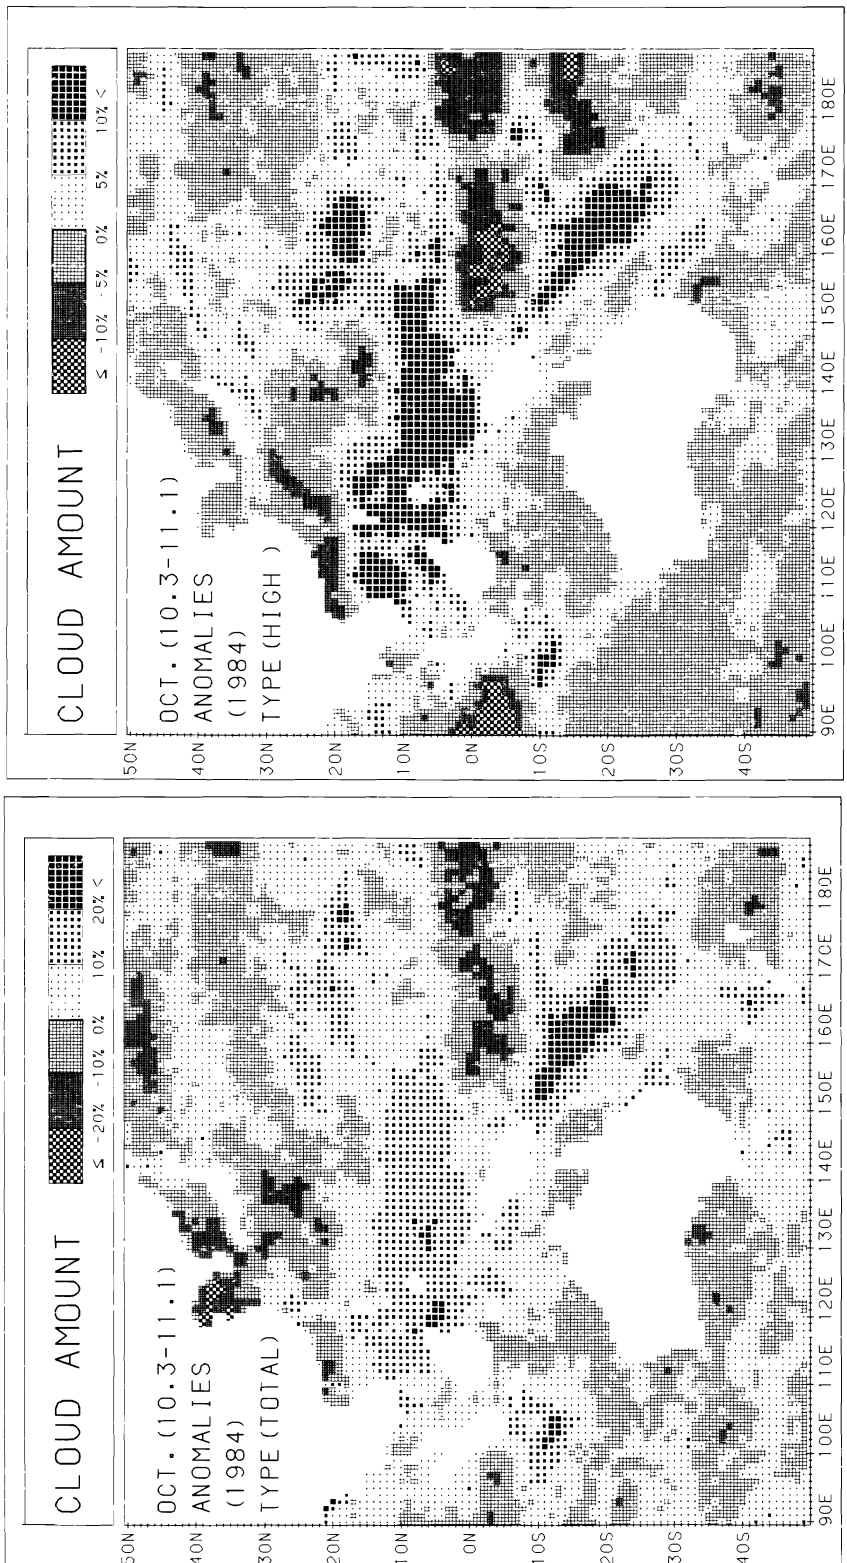 CLOUD AMOUNT
≤ -20% -10% 0% 10% 20% <
OCT.(10.3-11.1)
ANOMALIES
(1984)
TYPE(TOTAL)
50N
40N
30N
20N
10N
0N
10S
20S
30S
40S
90E 100E 110E 120E 130E 140E 150E 160E 170E 180E
CLOUD AMOUNT
≤ -10% 5% 0% 5% 10% <
OCT.(10.3-11.1)
ANOMALIES
(1984)
TYPE(HIGH )
50N
40N
30N
20N
10N
0N
10S
20S
30S
40S
90E 100E 110E 120E 130E 140E 150E 160E 170E 180E